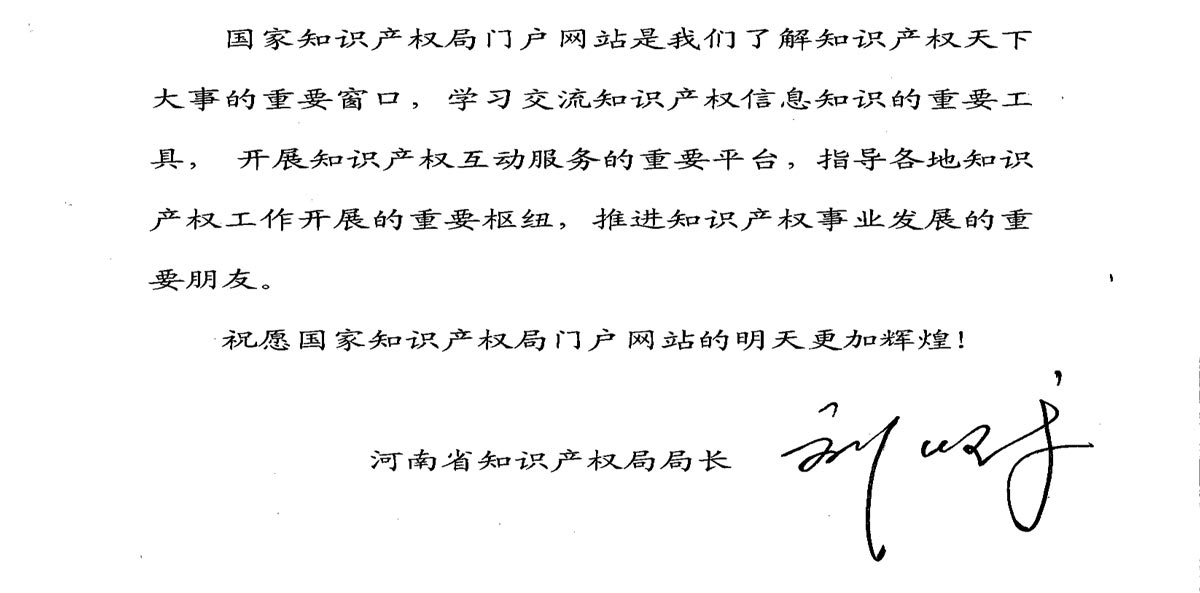 国家知识产权局门户网站是我们了解知识产权天下
大事的重要窗口，学习交流知识产权信息知识的重要工
具， 开展知识产权互动服务的重要平台，指导各地知识
产权工作开展的重要枢纽，推进知识产权事业发展的重
要朋友。
祝愿国家知识产权局门户网站的明天更加辉煌！
河南省知识产权局局长 刘